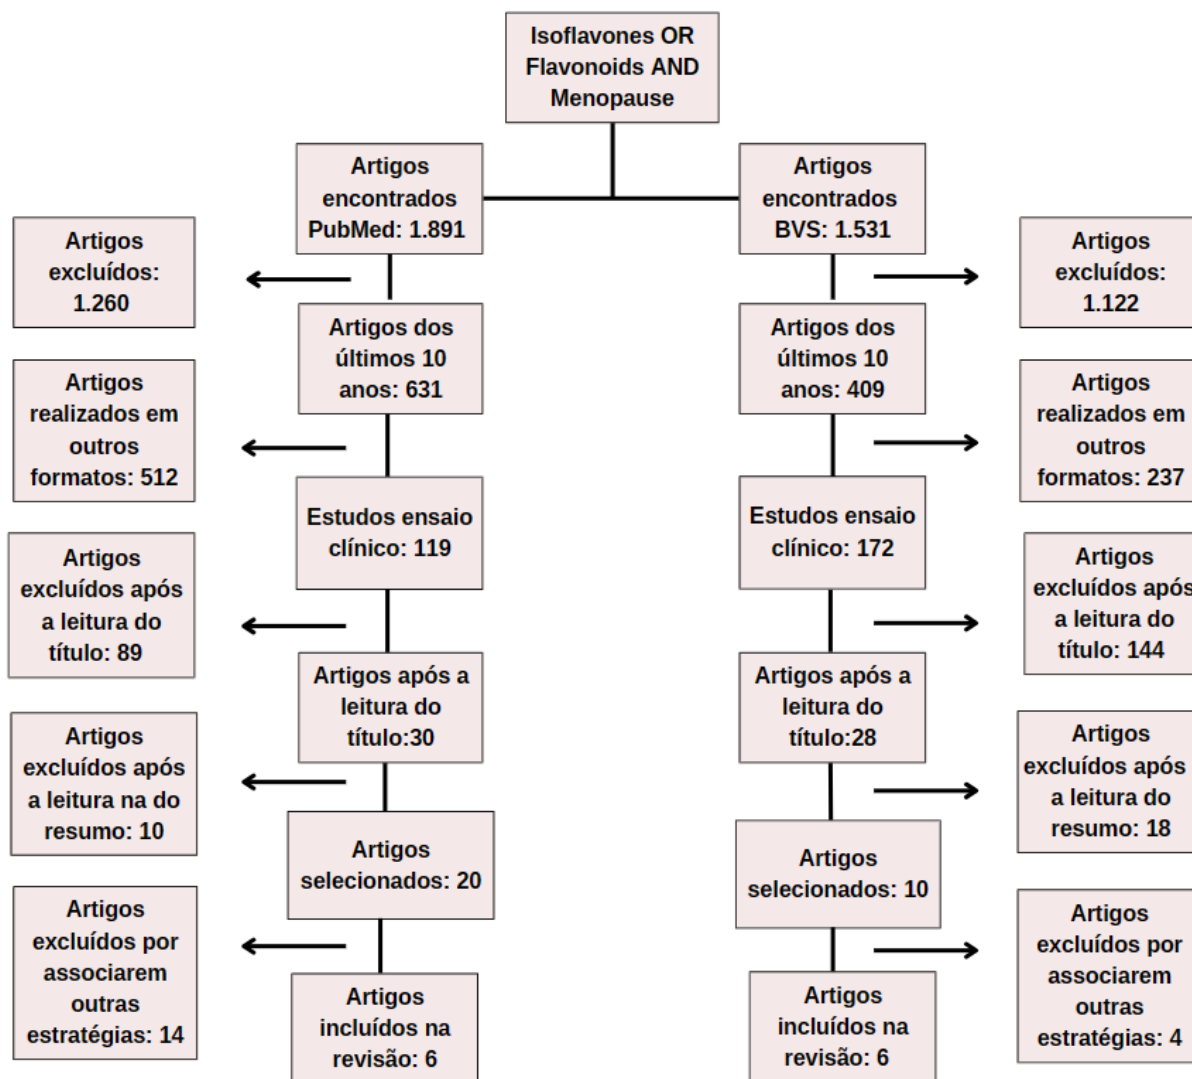 Isoflavones OR
Flavonoids AND
Menopause
Artigos
encontrados
PubMed: 1.891
Artigos
encontrados
BVS: 1.531
Artigos
excluídos:
1.260
Artigos
excluídos:
1.122
Artigos dos
últimos 10
anos: 631
Artigos dos
últimos 10
anos: 409
Artigos
realizados em
outros
formatos: 512
Artigos
realizados em
outros
formatos: 237
Estudos ensaio
clínico: 119
Estudos ensaio
clínico: 172
Artigos
excluídos após
a leitura do
título: 89
Artigos
excluídos após
a leitura do
título: 144
Artigos após a
leitura do
título:30
Artigos após a
leitura do
título:28
Artigos
excluídos após
a leitura na do
resumo: 10
Artigos
excluídos após
a leitura do
resumo: 18
Artigos
selecionados: 20
Artigos
selecionados: 10
Artigos
excluídos por
associarem
outras
estratégias: 14
Artigos
excluídos por
associarem
outras
estratégias: 4
Artigos
incluídos na
revisão: 6
Artigos
incluídos na
revisão: 6